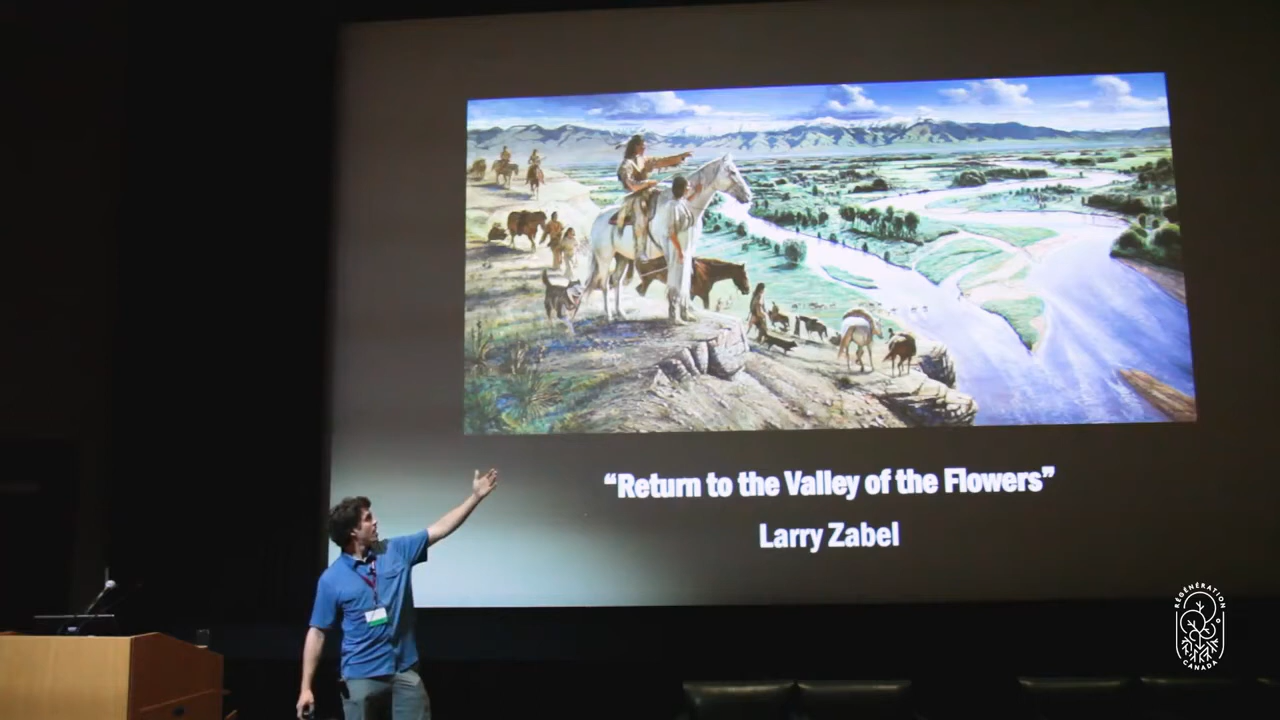 “Return to the Valley of the Flowers”
Larry Zabel
RÉGÉNÉRATION
CANADA